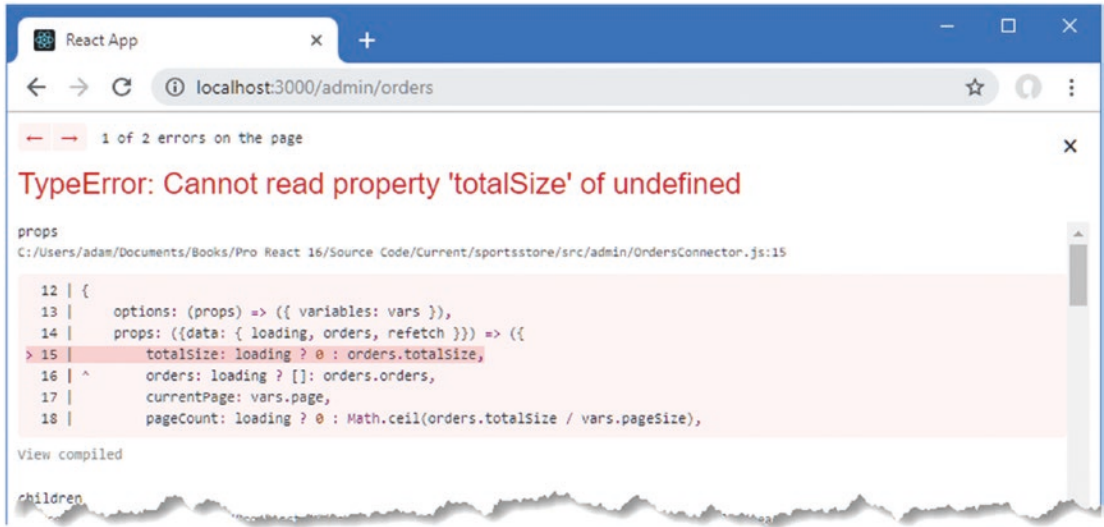 React App
localhost:3000/admin/orders
← → 1 of 2 errors on the page
TypeError: Cannot read property 'totalSize' of undefined
props
C:/Users/adam/Documents/Books/Pro React 16/Source Code/Current/sportsstore/src/admin/OrdersConnector.js:15
12 | {
13 |     options: (props) => ({ variables: vars }),
14 |     props: ({data: { loading, orders, refetch }}) => ({
> 15 |         totalSize: loading ? 0 : orders.totalSize,
16 | ^       orders: loading ? []: orders.orders,
17 |         currentPage: vars.page,
18 |         pageCount: loading ? 0 : Math.ceil(orders.totalSize / vars.pageSize),
View compiled
children